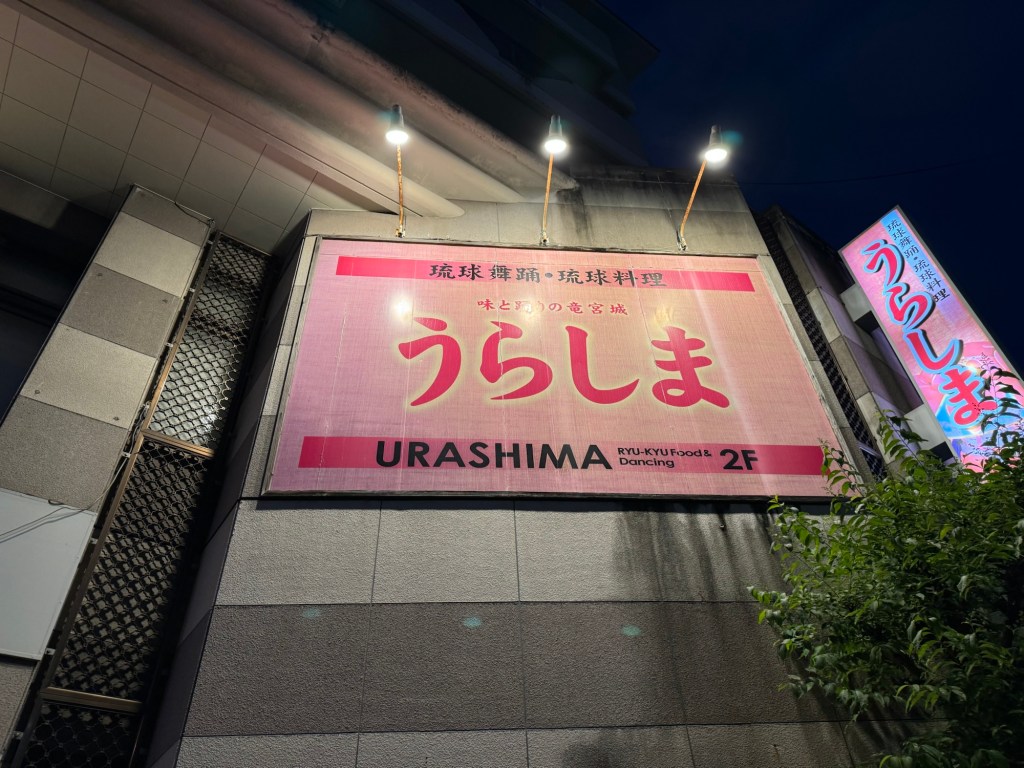 琉球舞踊・琉球料理
味と踊りの竜宮城
うらしま
URASHIMA RYU-KYU Food & Dancing 2F
琉球舞踊・琉球料理
うらしま